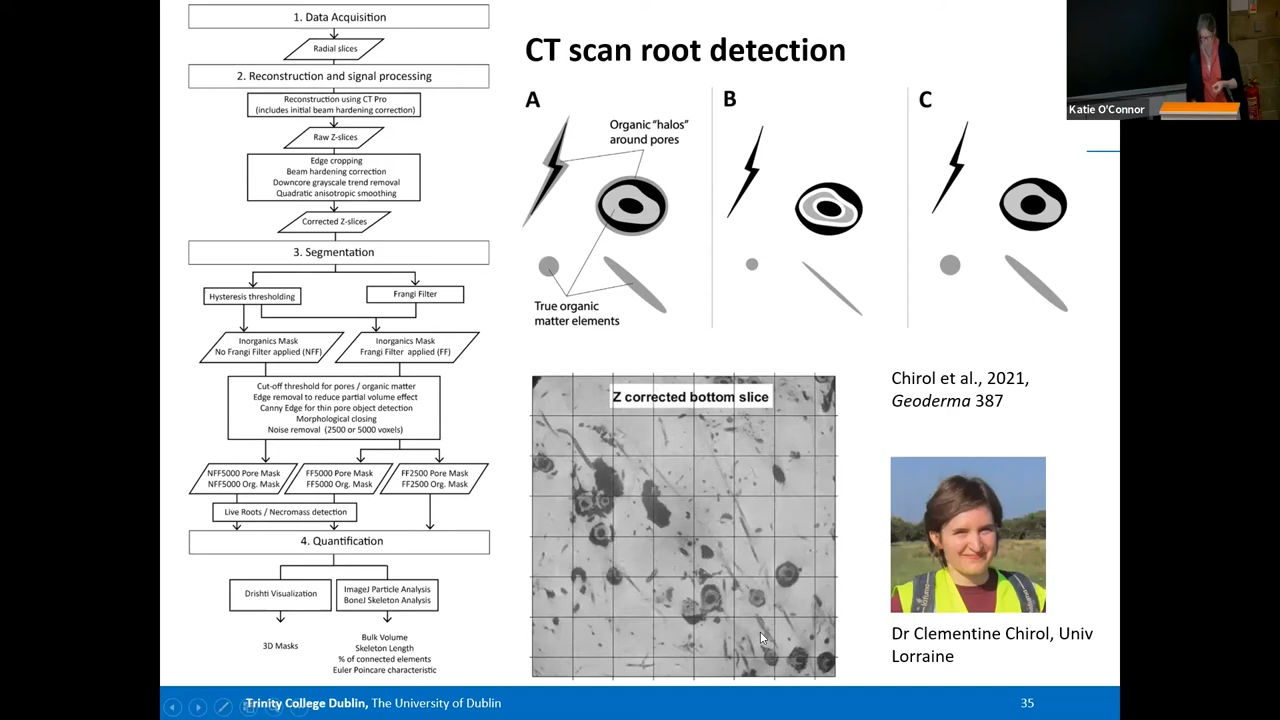 1. Data Acquisition
Radial slices
2. Reconstruction and signal processing
Reconstruction using CT Pro
(includes initial beam hardening correction)
Raw Z-slices
Edge cropping
Beam hardening correction
Downcore grayscale trend removal
Quadratic anisotropic smoothing
Corrected Z-slices
3. Segmentation
Hysteresis thresholding
Frangi Filter
Inorganics Mask
No Frangi Filter applied (NFF)
Inorganics Mask
Frangi Filter applied (FF)
Cut-off threshold for pores / organic matter
Edge removal to reduce partial volume effect
Canny Edge for thin pore object detection
Morphological closing
Noise removal (2500 or 5000 voxels)
NFF5000 Pore Mask
NFF5000 Org. Mask
FF5000 Pore Mask
FF5000 Org. Mask
FF2500 Pore Mask
FF2500 Org. Mask
Live Roots / Necromass detection
4. Quantification
Drishti Visualization
ImageJ Particle Analysis
BoneJ Skeleton Analysis
3D Masks
Bulk Volume
Skeleton Length
% of connected elements
Euler Poincare characteristic
CT scan root detection
A
B
C
Organic "halos"
around pores
True organic
matter elements
Z corrected bottom slice
Chirol et al., 2021,
Geoderma 387
Dr Clementine Chirol, Univ
Lorraine
Katie O'Connor
Trinity College Dublin, The University of Dublin
35